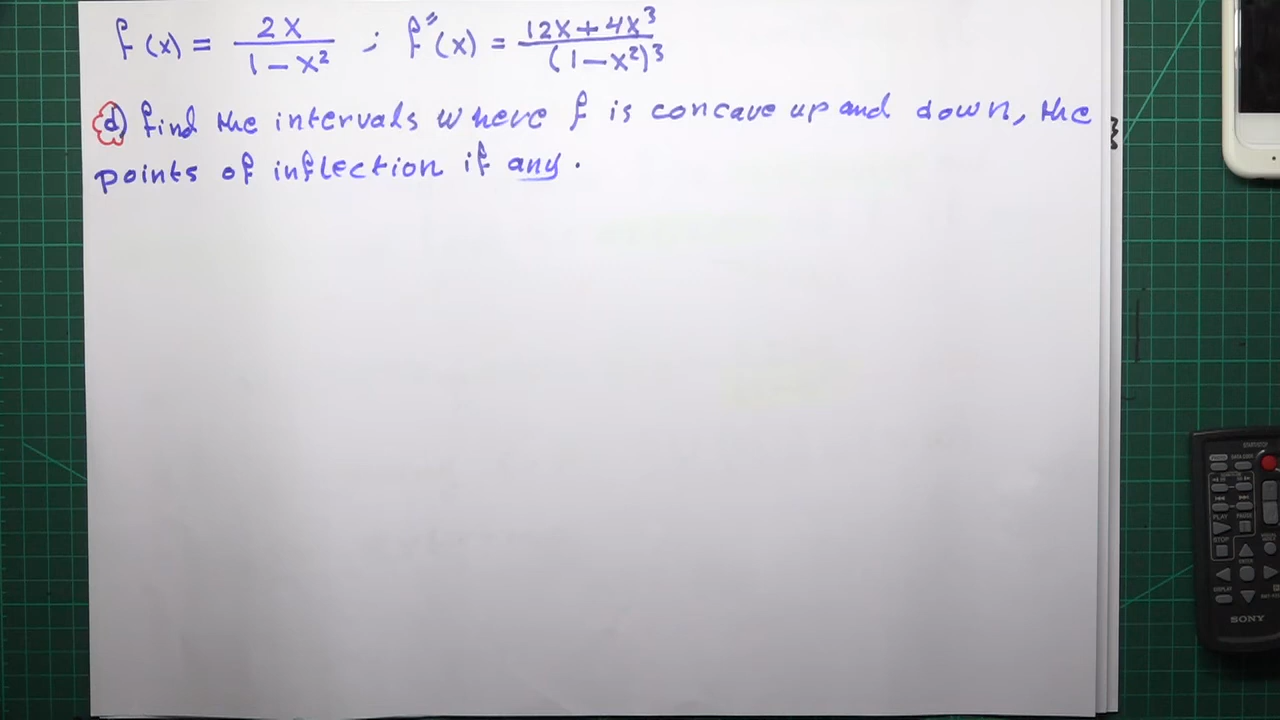 f(x) = 2x / 1 - x² ; f″(x) = 12x + 4x³ / (1 - x²)³
d) find the intervals where f is concave up and down, the
points of inflection if any.
SONY